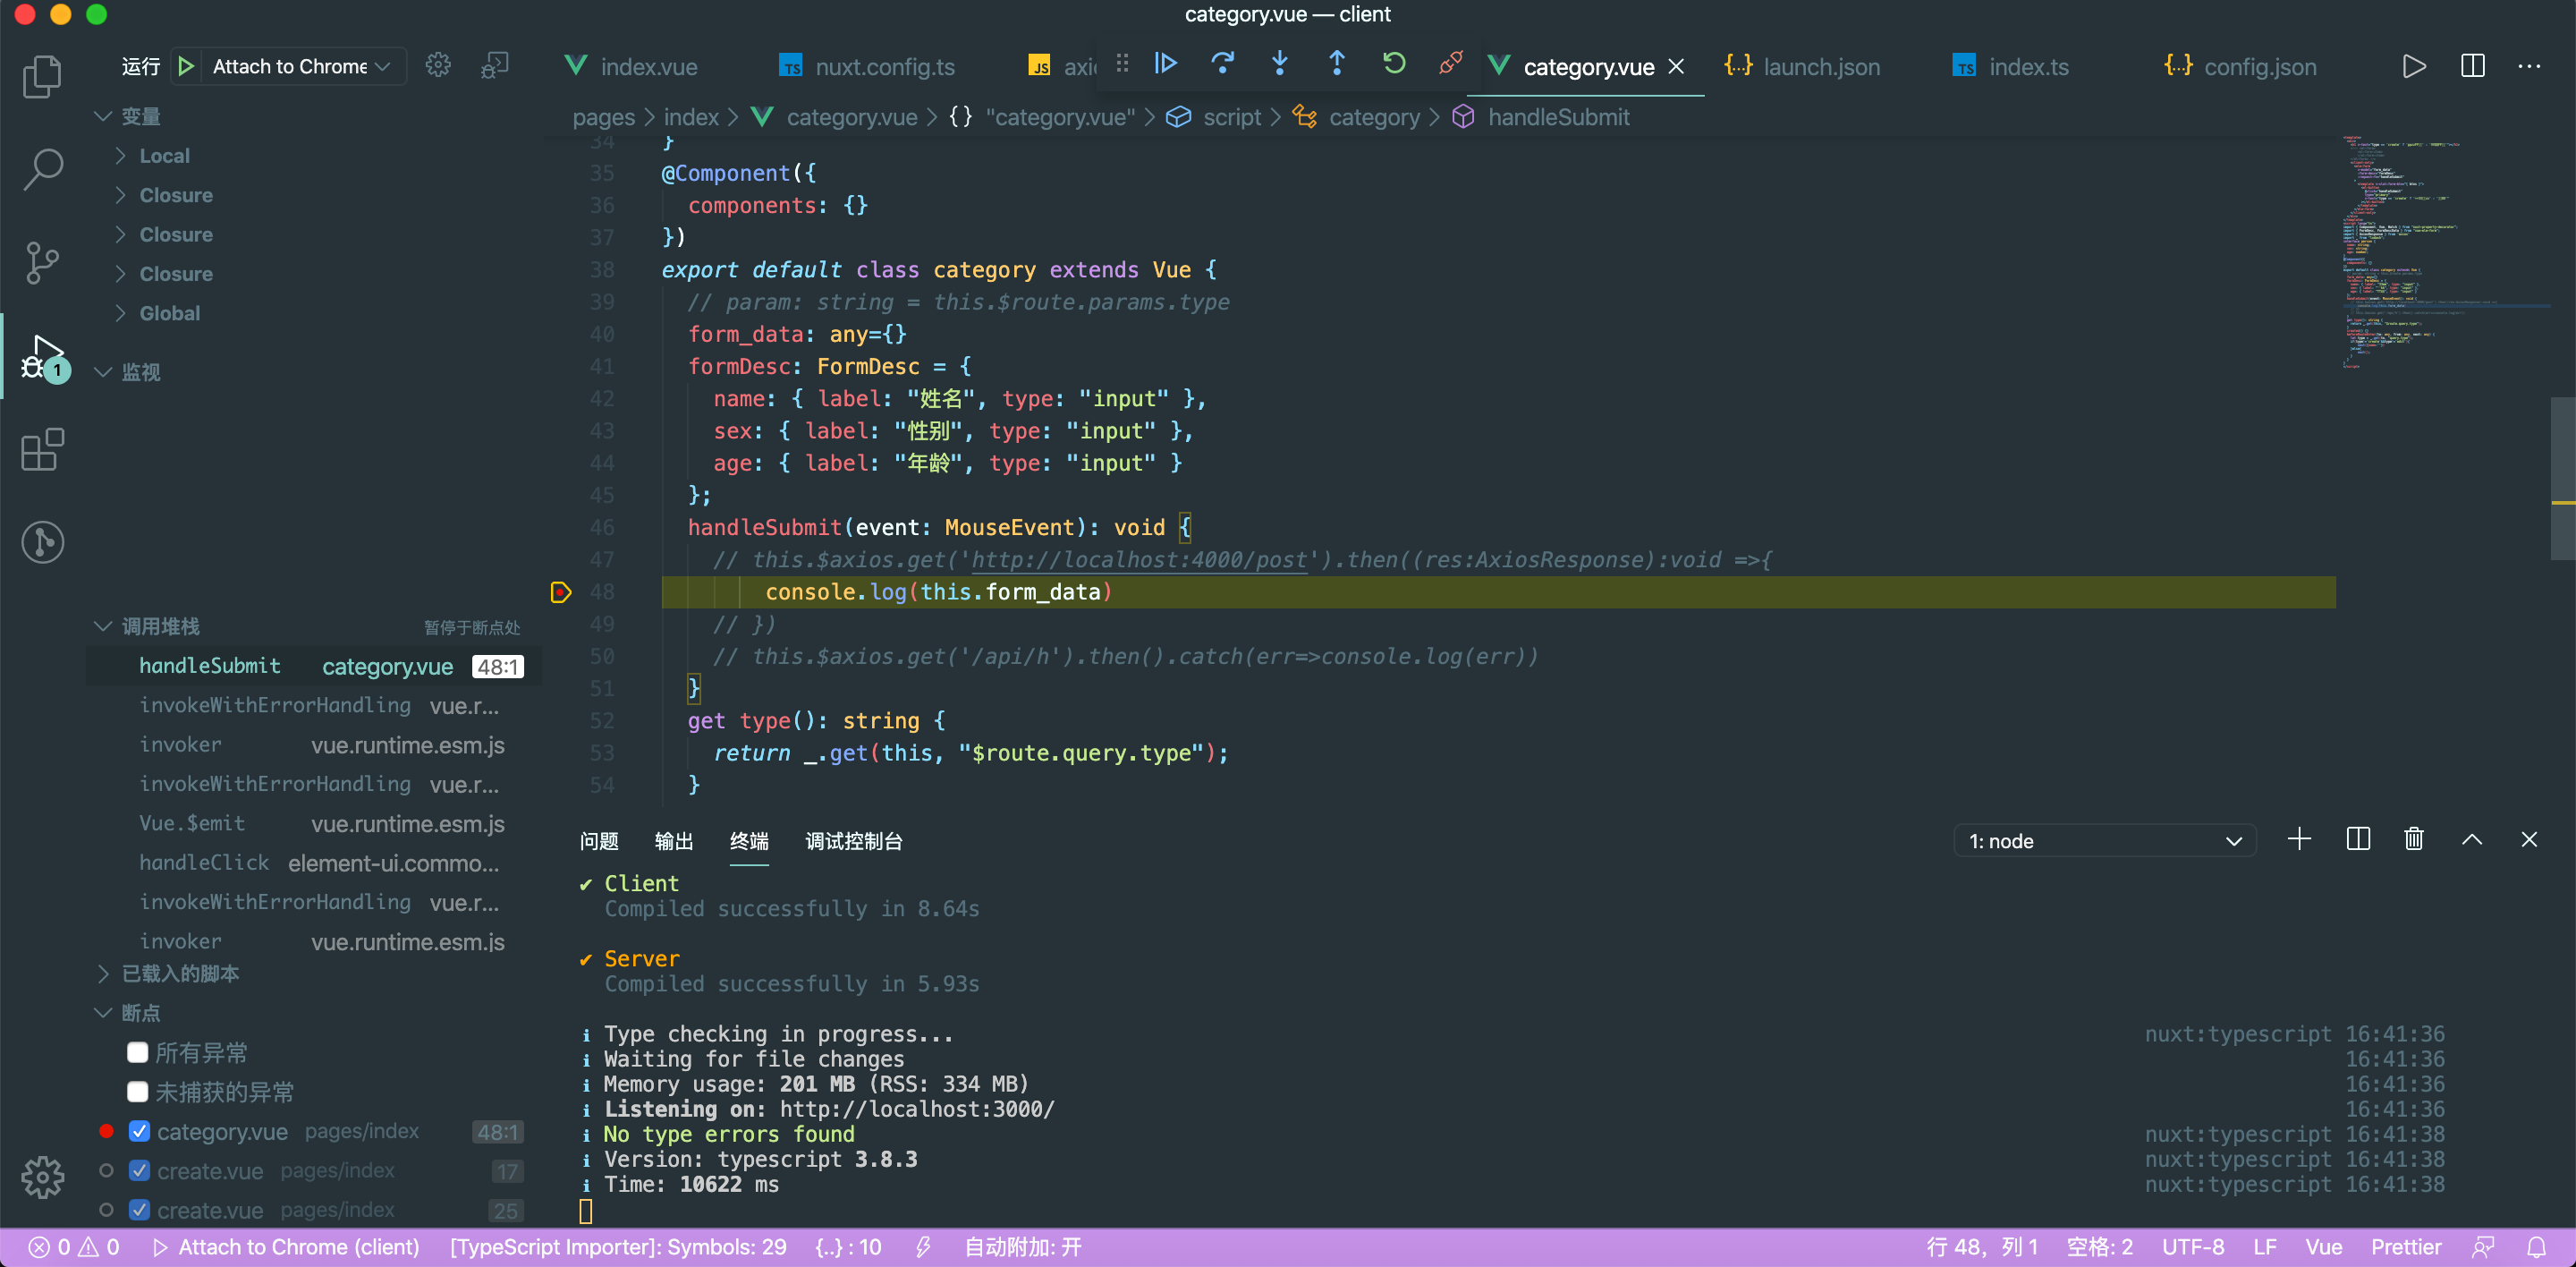 category.vue — client
运行 Attach to Chrome
index.vue
nuxt.config.ts
axi
category.vue
launch.json
index.ts
config.json
pages > index > category.vue > {} "category.vue" > script > category > handleSubmit
变量
Local
Closure
Closure
Closure
Global
监视
调用堆栈 暂停于断点处
handleSubmit category.vue 48:1
invokeWithErrorHandling vue.r...
invoker vue.runtime.esm.js
invokeWithErrorHandling vue.r...
Vue.$emit vue.runtime.esm.js
handleClick element-ui.commo...
invokeWithErrorHandling vue.r...
invoker vue.runtime.esm.js
已载入的脚本
断点
所有异常
未捕获的异常
category.vue pages/index 48:1
create.vue pages/index 17
create.vue pages/index 25
34 }
35 @Component({
36 components: {}
37 })
38 export default class category extends Vue {
39 // param: string = this.$route.params.type
40 form_data: any={}
41 formDesc: FormDesc = {
42 name: { label: "姓名", type: "input" },
43 sex: { label: "性别", type: "input" },
44 age: { label: "年龄", type: "input" }
45 };
46 handleSubmit(event: MouseEvent): void {
47 // this.$axios.get('http://localhost:4000/post').then((res:AxiosResponse):void =>{
48 console.log(this.form_data)
49 // })
50 // this.$axios.get('/api/h').then().catch(err=>console.log(err))
51 }
52 get type(): string {
53 return _.get(this, "$route.query.type");
54 }
问题 输出 终端 调试控制台 1: node
✔ Client
Compiled successfully in 8.64s
✔ Server
Compiled successfully in 5.93s
ℹ Type checking in progress... nuxt:typescript 16:41:36
ℹ Waiting for file changes 16:41:36
ℹ Memory usage: 201 MB (RSS: 334 MB) 16:41:36
ℹ Listening on: http://localhost:3000/ 16:41:36
ℹ No type errors found nuxt:typescript 16:41:38
ℹ Version: typescript 3.8.3 nuxt:typescript 16:41:38
ℹ Time: 10622 ms nuxt:typescript 16:41:38
0 0 Attach to Chrome (client) [TypeScript Importer]: Symbols: 29 {..} : 10 自动附加: 开 行 48，列 1 空格: 2 UTF-8 LF Vue Prettier